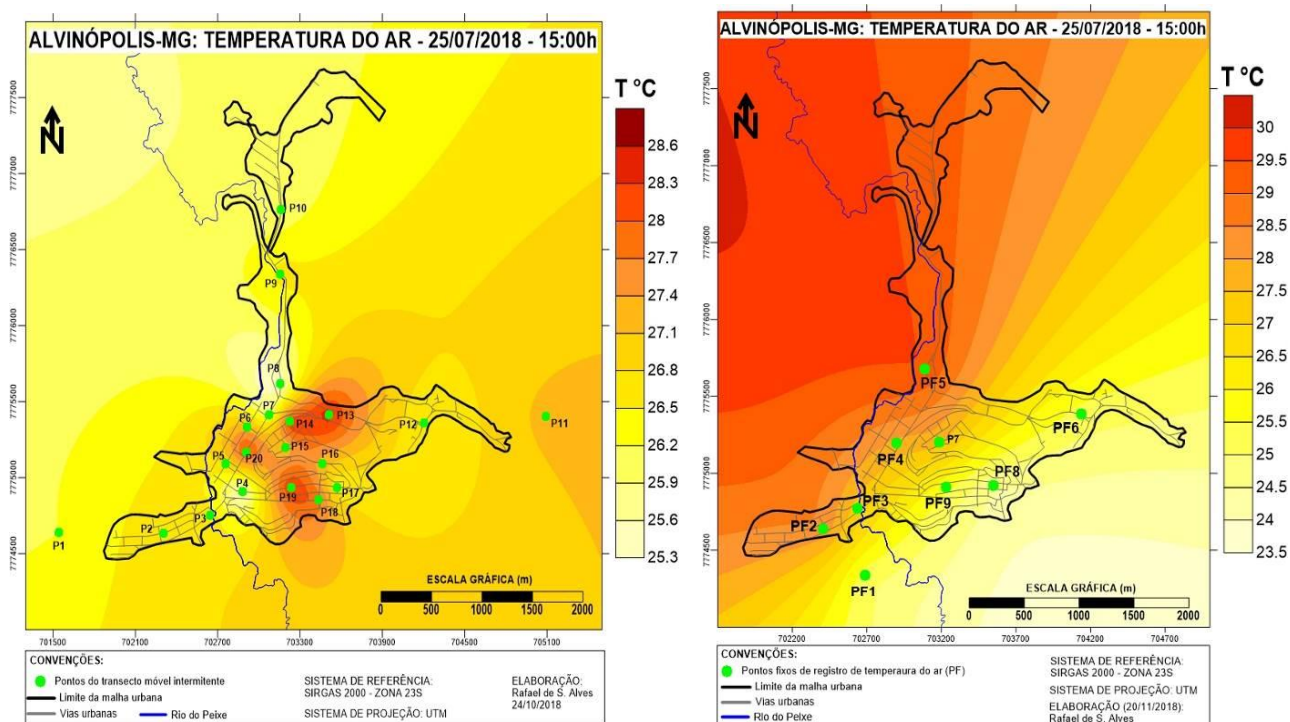 ALVINÓPOLIS-MG: TEMPERATURA DO AR - 25/07/2018 - 15:00h
T °C
N
28.6
28.3
28
27.7
27.4
27.1
26.8
26.5
26.2
25.9
25.6
25.3
7777500
7777000
7776500
7776000
7775500
7775000
7774500
P10
P9
P8
P7
P6
P13
P14
P12
P11
P15
P20
P5
P16
P4
P19
P17
P18
P3
P2
P1
ESCALA GRÁFICA (m)
0 500 1000 1500 2000
701500 702100 702700 703300 703900 704500 705100
CONVENÇÕES:
Pontos do transecto móvel intermitente
Limite da malha urbana
Vias urbanas
Rio do Peixe
SISTEMA DE REFERÊNCIA:
SIRGAS 2000 - ZONA 23S
SISTEMA DE PROJEÇÃO: UTM
ELABORAÇÃO:
Rafael de S. Alves
24/10/2018
ALVINÓPOLIS-MG: TEMPERATURA DO AR - 25/07/2018 - 15:00h
T °C
N
30
29.5
29
28.5
28
27.5
27
26.5
26
25.5
25
24.5
24
23.5
7777500
7777000
7776500
7776000
7775500
7775000
7774500
PF5
PF6
PF4
P7
PF8
PF9
PF3
PF2
PF1
ESCALA GRÁFICA (m)
0 500 1000 1500 2000
702200 702700 703200 703700 704200 704700
CONVENÇÕES:
Pontos fixos de registro de temperaura do ar (PF)
Limite da malha urbana
Vias urbanas
Rio do Peixe
SISTEMA DE REFERÊNCIA:
SIRGAS 2000 - ZONA 23S
SISTEMA DE PROJEÇÃO: UTM
ELABORAÇÃO (20/11/2018):
Rafael de S. Alves